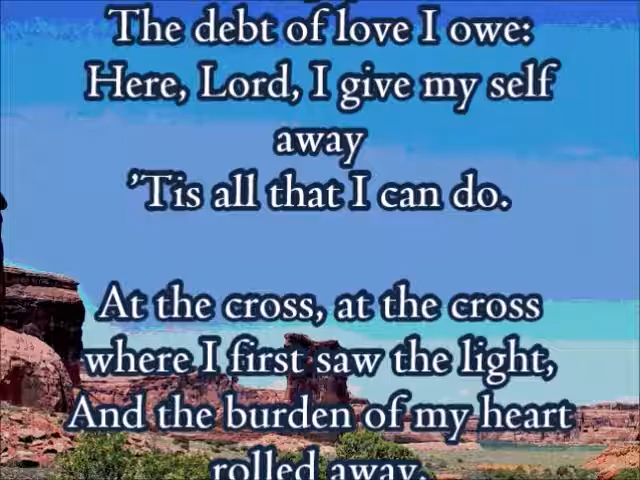 The debt of love I owe:
Here, Lord, I give my self
away
'Tis all that I can do.
At the cross, at the cross
where I first saw the light,
And the burden of my heart
rolled away.